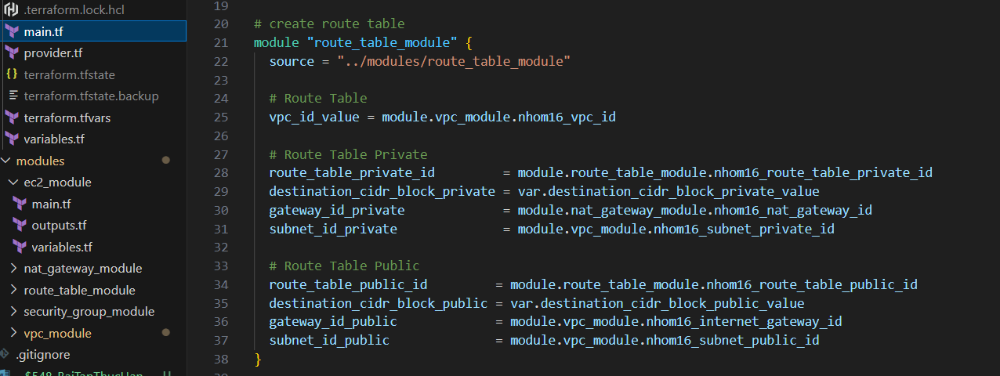 .terraform.lock.hcl
main.tf
provider.tf
terraform.tfstate
terraform.tfstate.backup
terraform.tfvars
variables.tf
modules
ec2_module
main.tf
outputs.tf
variables.tf
nat_gateway_module
route_table_module
security_group_module
vpc_module
.gitignore
19
20 # create route table
21 module "route_table_module" {
22 source = "../modules/route_table_module"
23
24 # Route Table
25 vpc_id_value = module.vpc_module.nhom16_vpc_id
26
27 # Route Table Private
28 route_table_private_id = module.route_table_module.nhom16_route_table_private_id
29 destination_cidr_block_private = var.destination_cidr_block_private_value
30 gateway_id_private = module.nat_gateway_module.nhom16_nat_gateway_id
31 subnet_id_private = module.vpc_module.nhom16_subnet_private_id
32
33 # Route Table Public
34 route_table_public_id = module.route_table_module.nhom16_route_table_public_id
35 destination_cidr_block_public = var.destination_cidr_block_public_value
36 gateway_id_public = module.vpc_module.nhom16_internet_gateway_id
37 subnet_id_public = module.vpc_module.nhom16_subnet_public_id
38 }